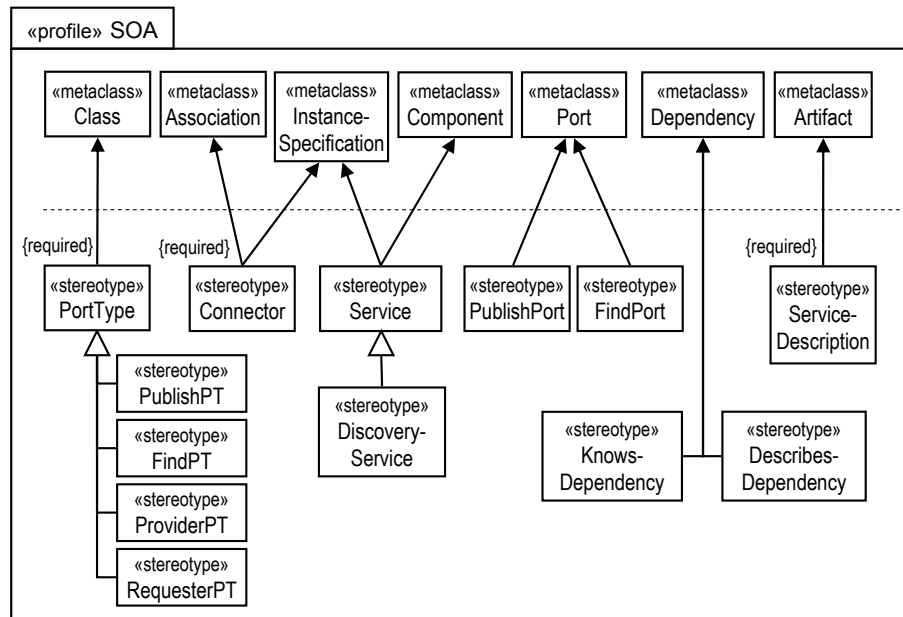 «profile» SOA
«metaclass»
Class
«metaclass»
Association
«metaclass»
Instance-
Specification
«metaclass»
Component
«metaclass»
Port
«metaclass»
Dependency
«metaclass»
Artifact
{required}
{required}
{required}
«stereotype»
PortType
«stereotype»
Connector
«stereotype»
Service
«stereotype»
PublishPort
«stereotype»
FindPort
«stereotype»
Service-
Description
«stereotype»
PublishPT
«stereotype»
FindPT
«stereotype»
ProviderPT
«stereotype»
RequesterPT
«stereotype»
Discovery-
Service
«stereotype»
Knows-
Dependency
«stereotype»
Describes-
Dependency